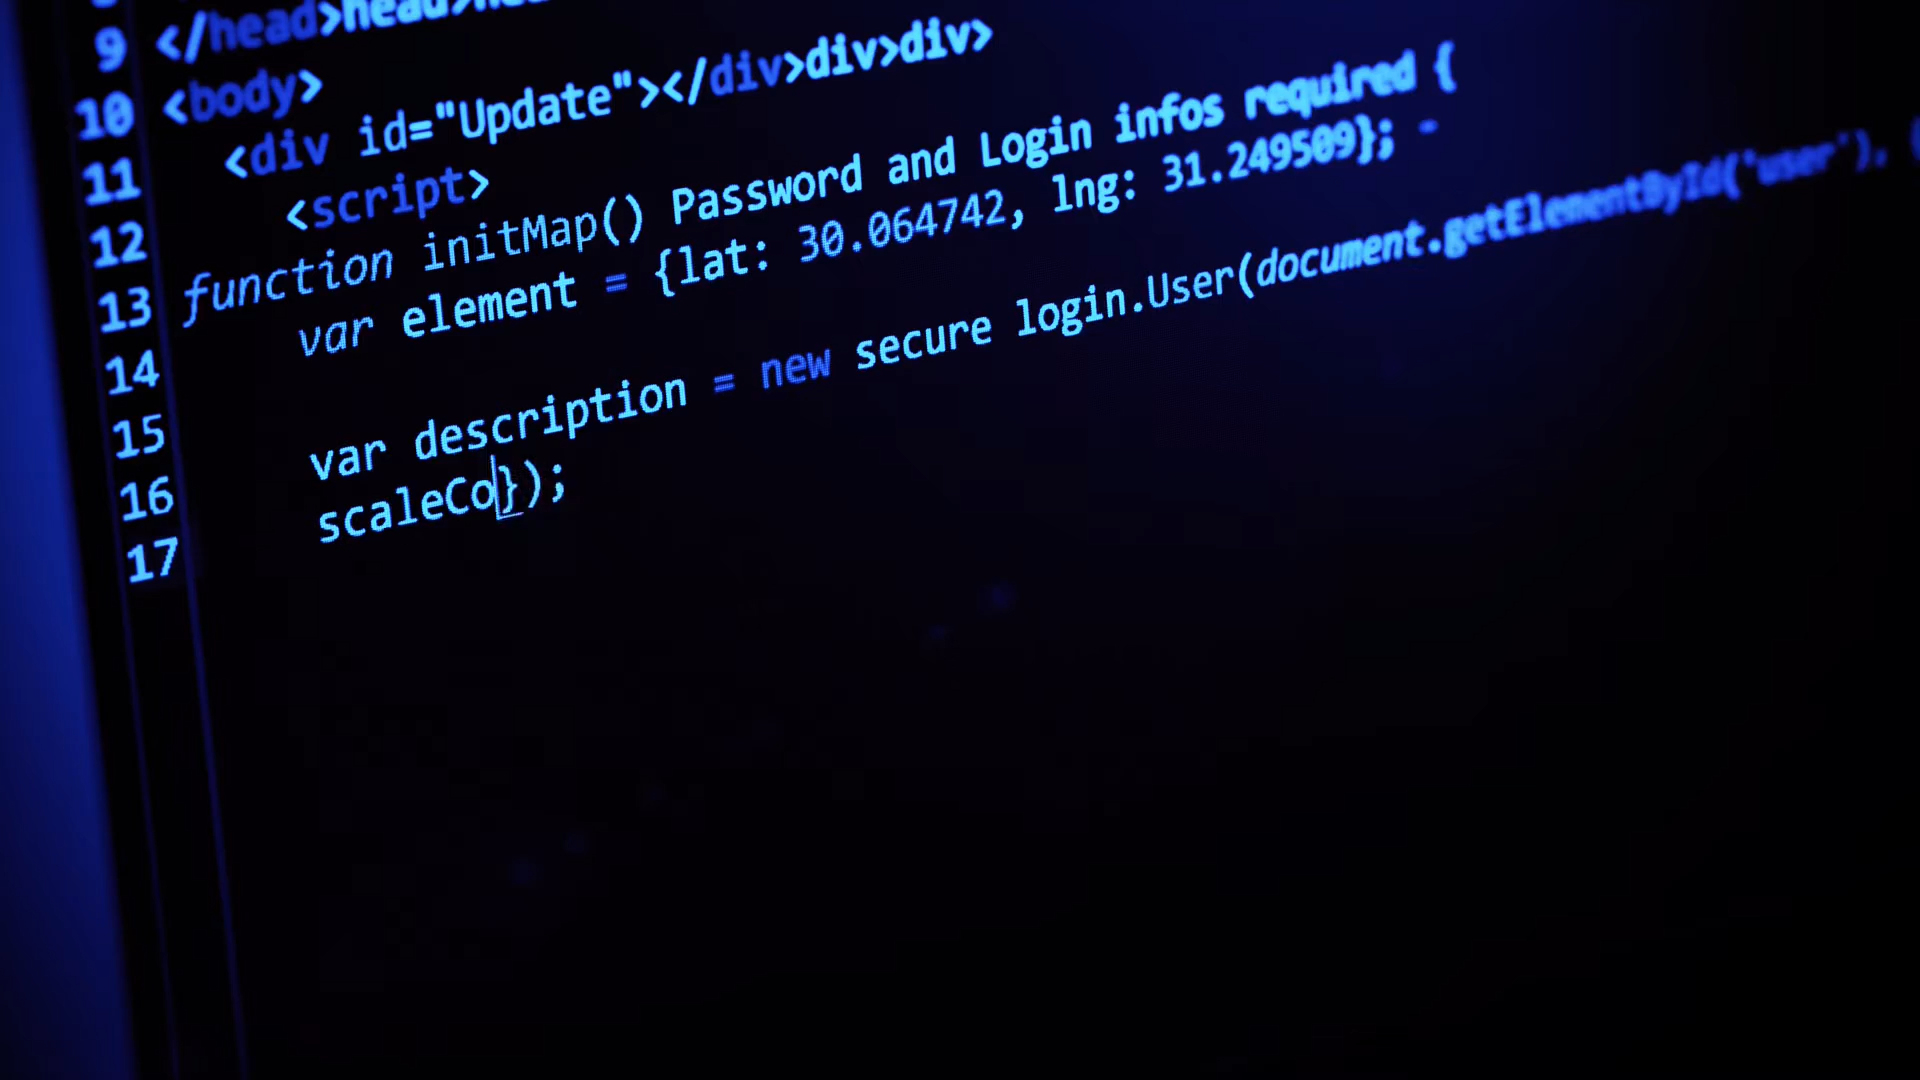 9 </head>head>
10 <body>
11 <div id="Update"></div>div>div>
12 <script>
13 function initMap() Password and Login infos required {
14 var element = {lat: 30.064742, lng: 31.249509}; -
15
16 var description = new secure login.User(document.getElementById('user'), {
17 scaleCo});